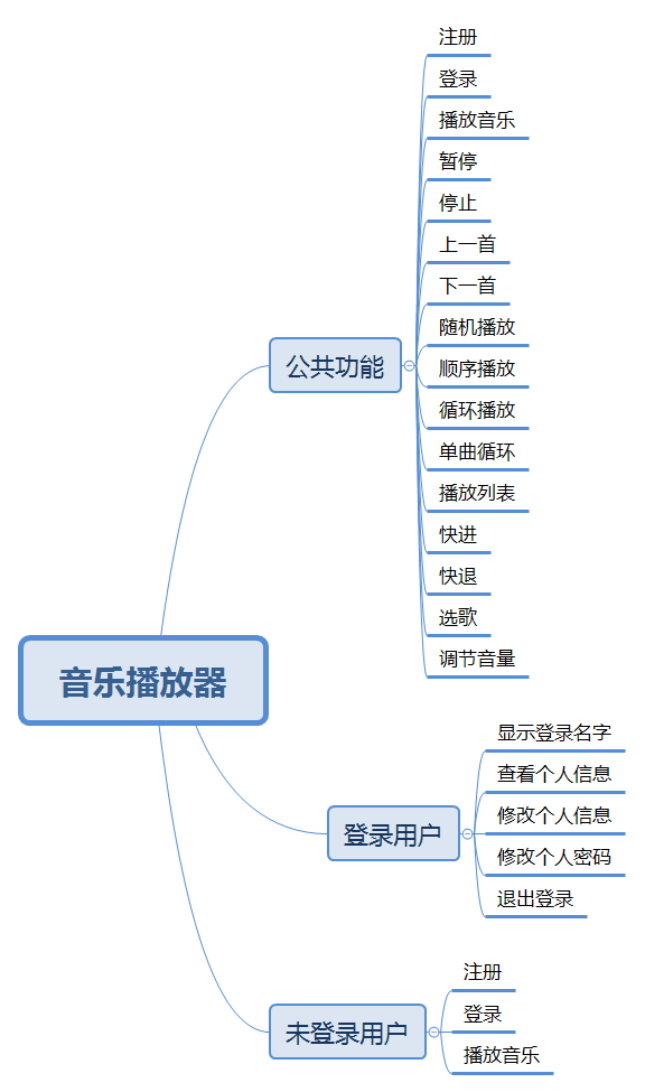 音乐播放器
公共功能
注册
登录
播放音乐
暂停
停止
上一首
下一首
随机播放
顺序播放
循环播放
单曲循环
播放列表
快进
快退
选歌
调节音量
登录用户
显示登录名字
查看个人信息
修改个人信息
修改个人密码
退出登录
未登录用户
注册
登录
播放音乐